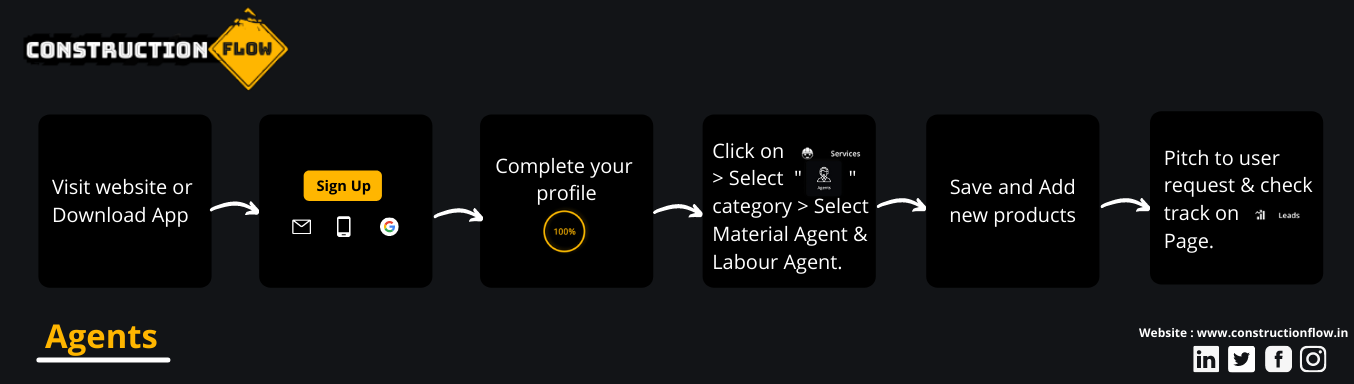 CONSTRUCTION FLOW
Visit website or
Download App
Sign Up
Complete your
profile
100%
Click on Services
> Select " Agents "
category > Select
Material Agent &
Labour Agent.
Save and Add
new products
Pitch to user
request & check
track on Leads
Page.
Agents
Website : www.constructionflow.in